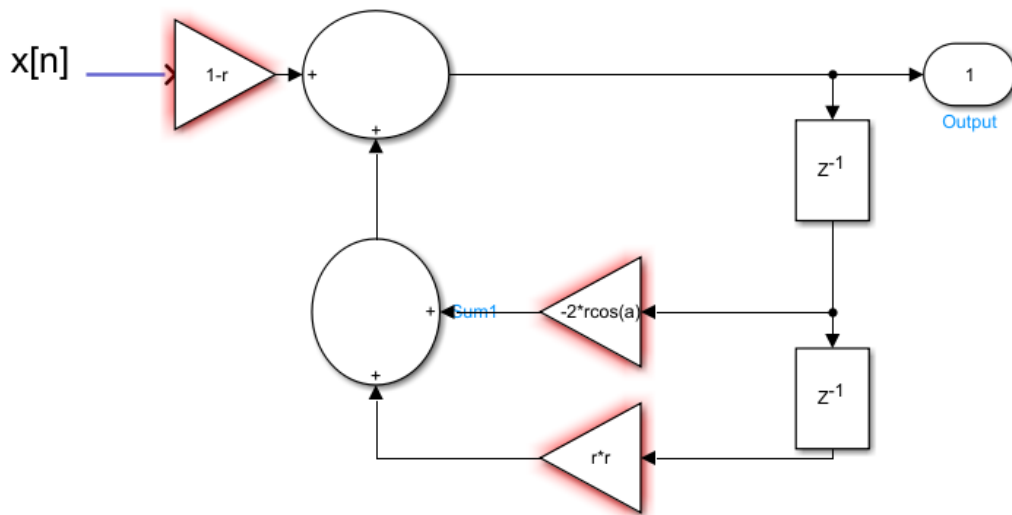 x[n]
1-r
+
+
1
Output
z-1
+
Sum1
-2*rcos(a)
+
z-1
r*r